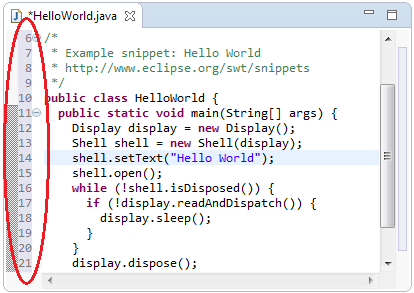 *HelloWorld.java
6 /*
7  * Example snippet: Hello World
8  * http://www.eclipse.org/swt/snippets
9  */
10 public class HelloWorld {
11   public static void main(String[] args) {
12     Display display = new Display();
13     Shell shell = new Shell(display);
14     shell.setText("Hello World");
15     shell.open();
16     while (!shell.isDisposed()) {
17       if (!display.readAndDispatch()) {
18         display.sleep();
19       }
20     }
21     display.dispose();